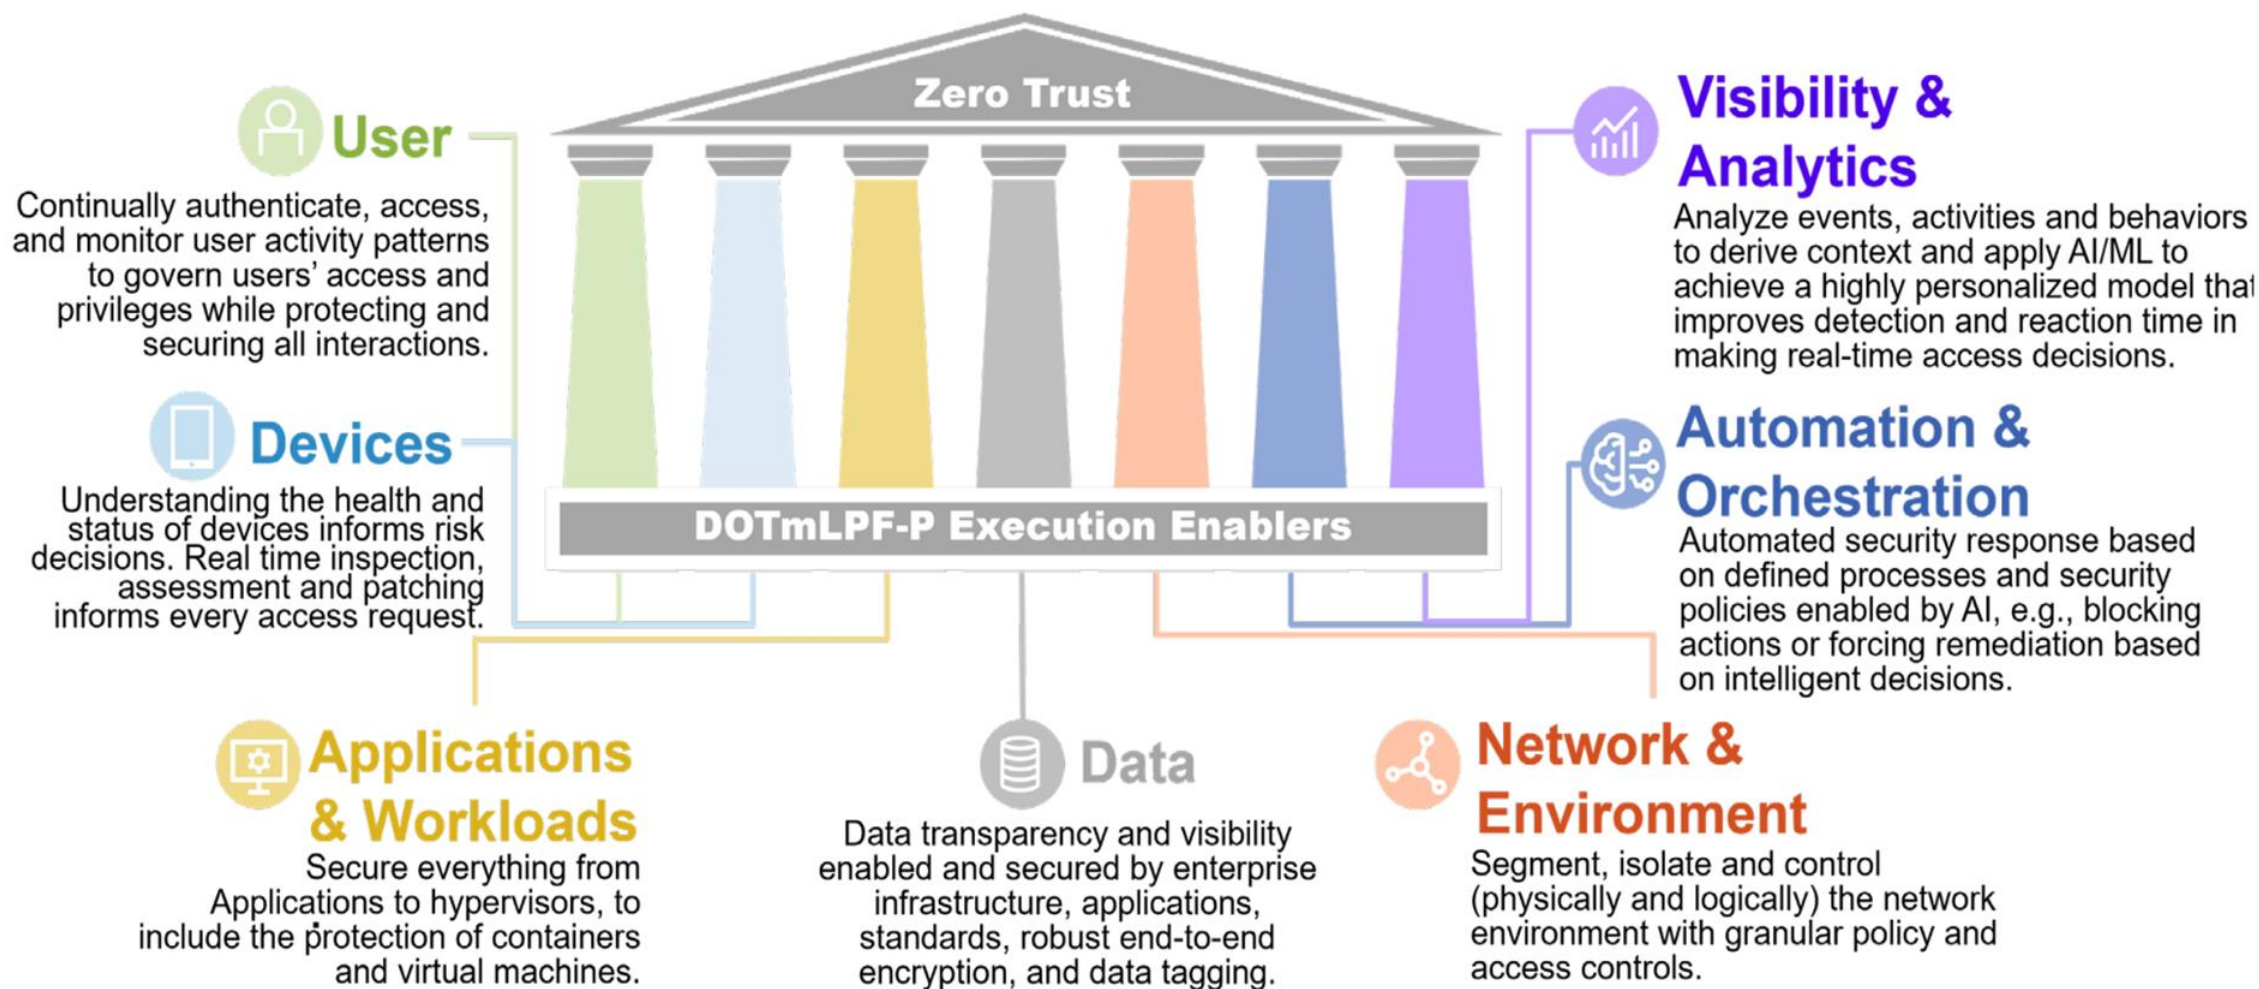 Zero Trust
DOTmLPF-P Execution Enablers
User
Continually authenticate, access,
and monitor user activity patterns
to govern users’ access and
privileges while protecting and
securing all interactions.
Devices
Understanding the health and
status of devices informs risk
decisions. Real time inspection,
assessment and patching
informs every access request.
Applications
& Workloads
Secure everything from
Applications to hypervisors, to
include the protection of containers
and virtual machines.
Data
Data transparency and visibility
enabled and secured by enterprise
infrastructure, applications,
standards, robust end-to-end
encryption, and data tagging.
Network &
Environment
Segment, isolate and control
(physically and logically) the network
environment with granular policy and
access controls.
Automation &
Orchestration
Automated security response based
on defined processes and security
policies enabled by AI, e.g., blocking
actions or forcing remediation based
on intelligent decisions.
Visibility &
Analytics
Analyze events, activities and behaviors
to derive context and apply AI/ML to
achieve a highly personalized model that
improves detection and reaction time in
making real-time access decisions.